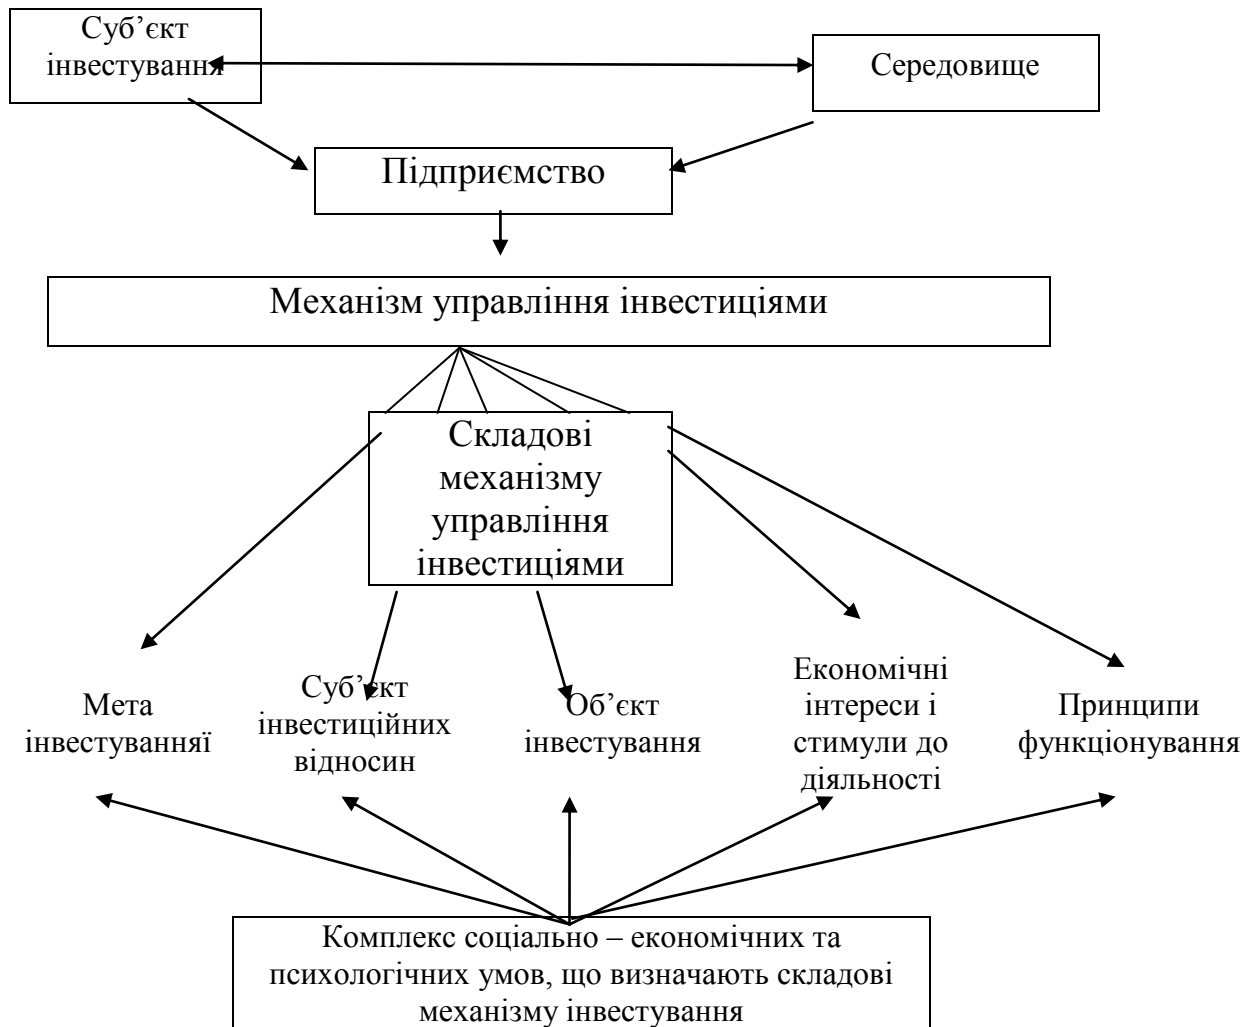 Суб’єкт
інвестування
Середовище
Підприємство
Механізм управління інвестиціями
Складові
механізму
управління
інвестиціями
Мета
інвестуванняї
Суб’єкт
інвестиційних
відносин
Об’єкт
інвестування
Економічні
інтереси і
стимули до
діяльності
Принципи
функціонування
Комплекс соціально – економічних та
психологічних умов, що визначають складові
механізму інвестування